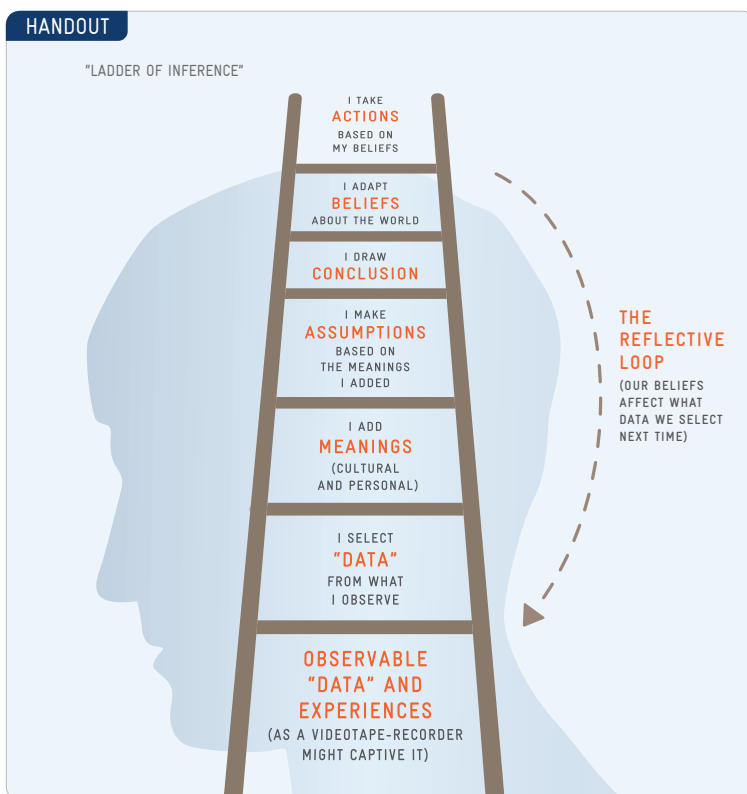 HANDOUT
"LADDER OF INFERENCE"
I TAKE
ACTIONS
BASED ON
MY BELIEFS
I ADAPT
BELIEFS
ABOUT THE WORLD
I DRAW
CONCLUSION
I MAKE
ASSUMPTIONS
BASED ON
THE MEANINGS
I ADDED
I ADD
MEANINGS
(CULTURAL
AND PERSONAL)
I SELECT
"DATA"
FROM WHAT
I OBSERVE
OBSERVABLE
"DATA" AND
EXPERIENCES
(AS A VIDEOTAPE-RECORDER
MIGHT CAPTIVE IT)
THE
REFLECTIVE
LOOP
(OUR BELIEFS
AFFECT WHAT
DATA WE SELECT
NEXT TIME)